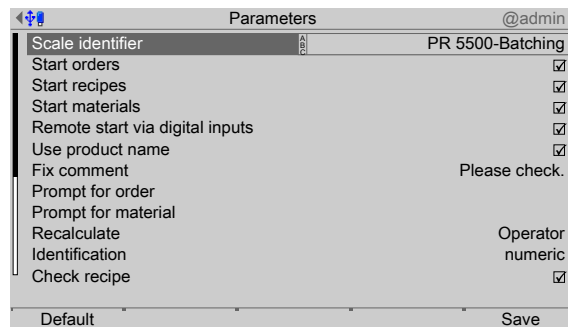 Parameters @admin
Scale identifier ABC PR 5500-Batching
Start orders ☑
Start recipes ☑
Start materials ☑
Remote start via digital inputs ☑
Use product name ☑
Fix comment Please check.
Prompt for order
Prompt for material
Recalculate Operator
Identification numeric
Check recipe ☑
Default Save